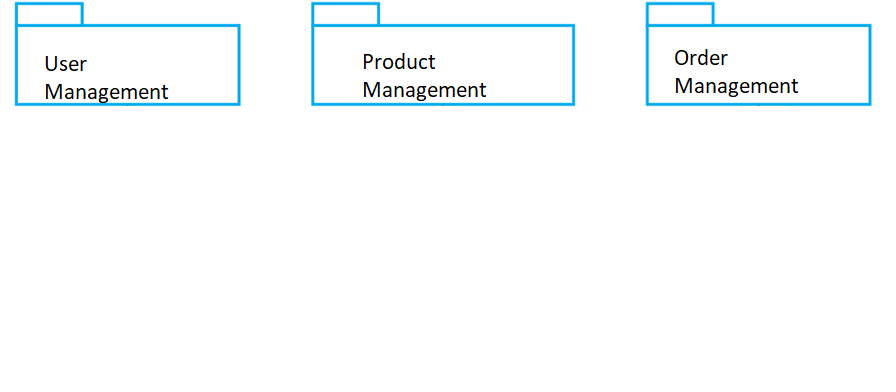 User
Management
Product
Management
Order
Management